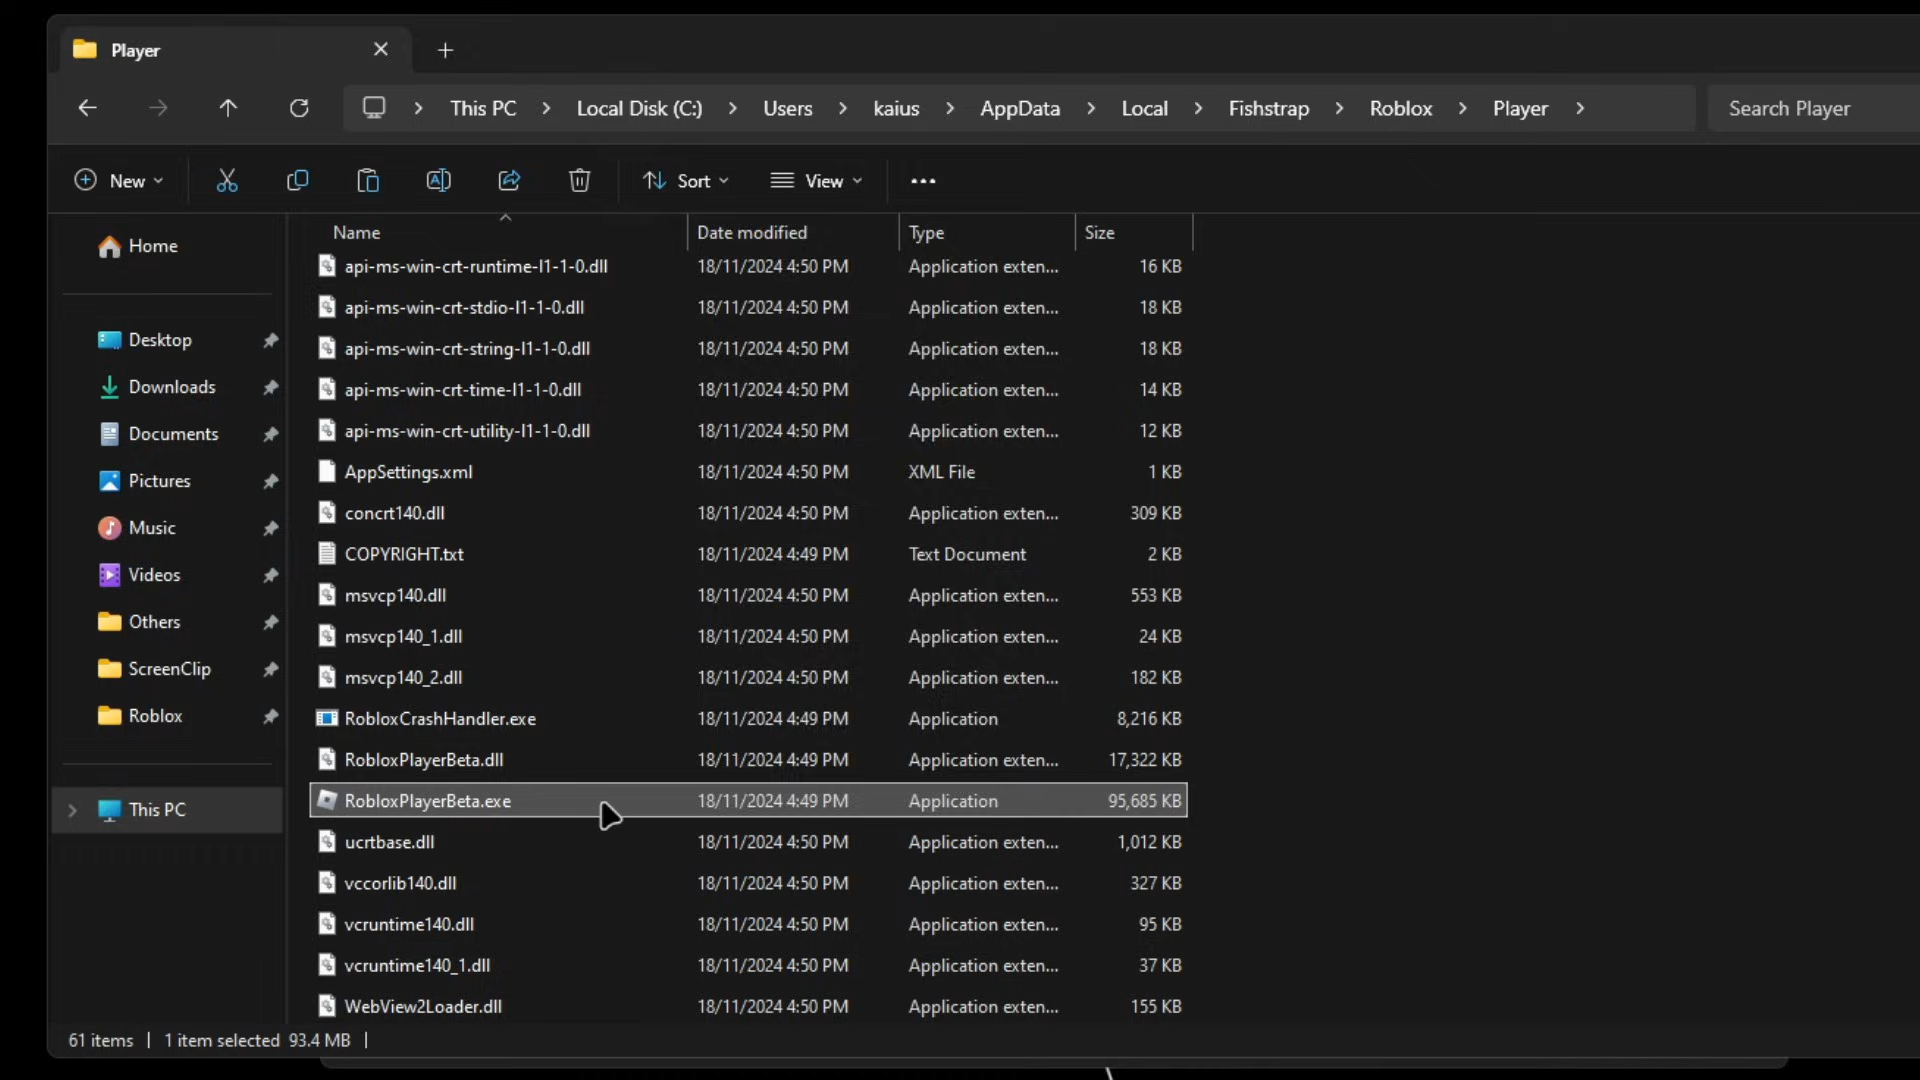 Player
This PC > Local Disk (C:) > Users > kaius > AppData > Local > Fishstrap > Roblox > Player >
Search Player
New
Sort
View
Home
Desktop
Downloads
Documents
Pictures
Music
Videos
Others
ScreenClip
Roblox
This PC
Name Date modified Type Size
api-ms-win-crt-runtime-l1-1-0.dll 18/11/2024 4:50 PM Application exten... 16 KB
api-ms-win-crt-stdio-l1-1-0.dll 18/11/2024 4:50 PM Application exten... 18 KB
api-ms-win-crt-string-l1-1-0.dll 18/11/2024 4:50 PM Application exten... 18 KB
api-ms-win-crt-time-l1-1-0.dll 18/11/2024 4:50 PM Application exten... 14 KB
api-ms-win-crt-utility-l1-1-0.dll 18/11/2024 4:50 PM Application exten... 12 KB
AppSettings.xml 18/11/2024 4:50 PM XML File 1 KB
concrt140.dll 18/11/2024 4:50 PM Application exten... 309 KB
COPYRIGHT.txt 18/11/2024 4:49 PM Text Document 2 KB
msvcp140.dll 18/11/2024 4:50 PM Application exten... 553 KB
msvcp140_1.dll 18/11/2024 4:50 PM Application exten... 24 KB
msvcp140_2.dll 18/11/2024 4:50 PM Application exten... 182 KB
RobloxCrashHandler.exe 18/11/2024 4:49 PM Application 8,216 KB
RobloxPlayerBeta.dll 18/11/2024 4:49 PM Application exten... 17,322 KB
RobloxPlayerBeta.exe 18/11/2024 4:49 PM Application 95,685 KB
ucrtbase.dll 18/11/2024 4:50 PM Application exten... 1,012 KB
vccorlib140.dll 18/11/2024 4:50 PM Application exten... 327 KB
vcruntime140.dll 18/11/2024 4:50 PM Application exten... 95 KB
vcruntime140_1.dll 18/11/2024 4:50 PM Application exten... 37 KB
WebView2Loader.dll 18/11/2024 4:50 PM Application exten... 155 KB
61 items | 1 item selected 93.4 MB |